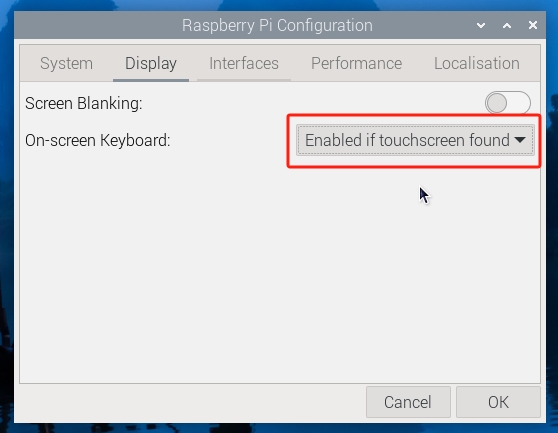 Raspberry Pi Configuration
System Display Interfaces Performance Localisation
Screen Blanking:
On-screen Keyboard: Enabled if touchscreen found
Cancel OK